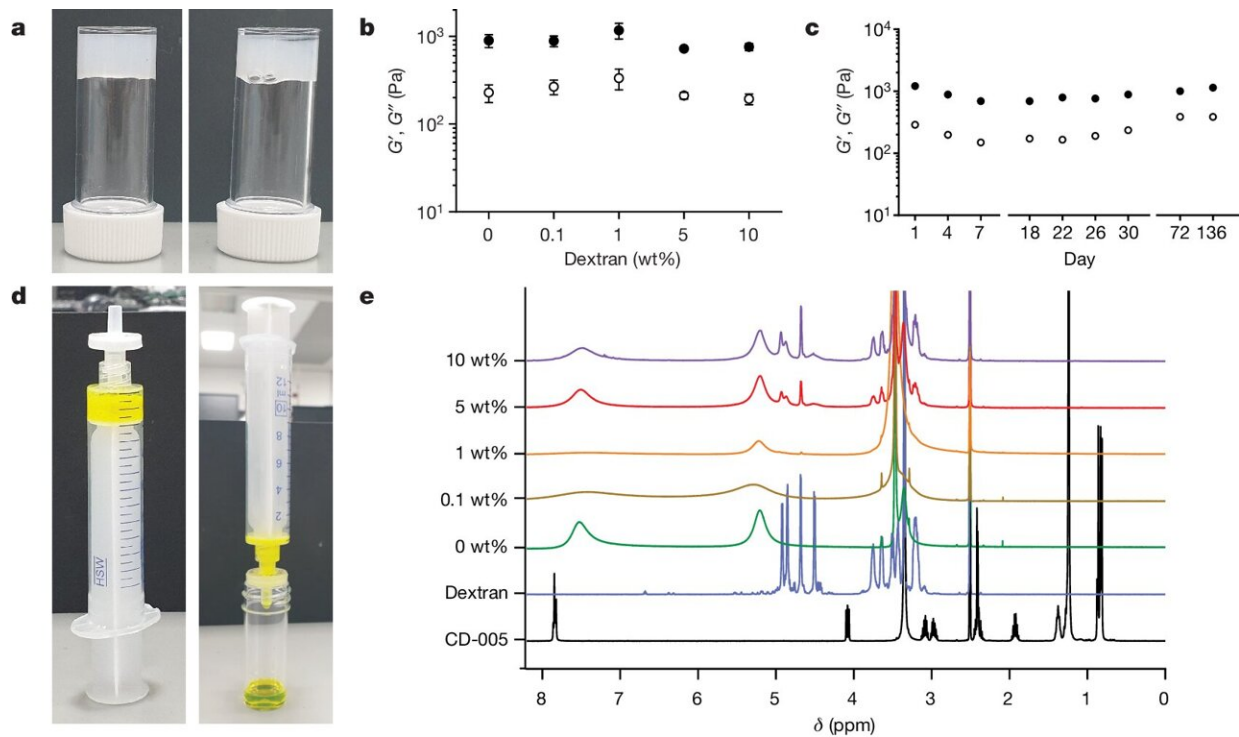 a
b
G′, G″ (Pa)
10³
10²
10¹
0 0.1 1 5 10
Dextran (wt%)
c
G′, G″ (Pa)
10⁴
10³
10²
10¹
1 4 7 18 22 26 30 72 136
Day
d
HSW
12
ml
10
8
6
4
2
e
10 wt%
5 wt%
1 wt%
0.1 wt%
0 wt%
Dextran
CD-005
8 7 6 5 4 3 2 1 0
δ (ppm)